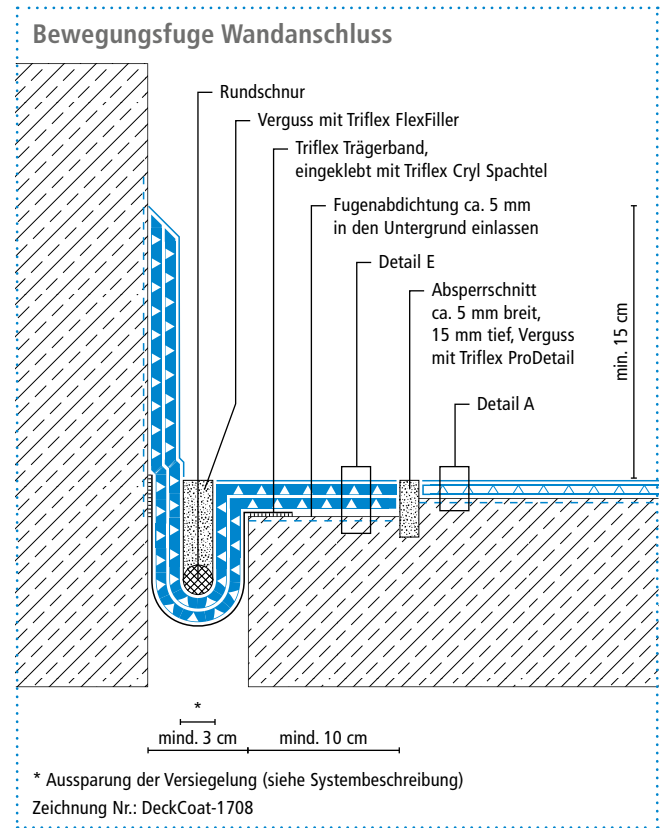 Bewegungsfuge Wandanschluss
Rundschnur
Verguss mit Triflex FlexFiller
Triflex Trägerband,
eingeklebt mit Triflex Cryl Spachtel
Fugenabdichtung ca. 5 mm
in den Untergrund einlassen
Detail E
Absperrschnitt
ca. 5 mm breit,
15 mm tief, Verguss
mit Triflex ProDetail
min. 15 cm
Detail A
*
mind. 3 cm
mind. 10 cm
* Aussparung der Versiegelung (siehe Systembeschreibung)
Zeichnung Nr.: DeckCoat-1708